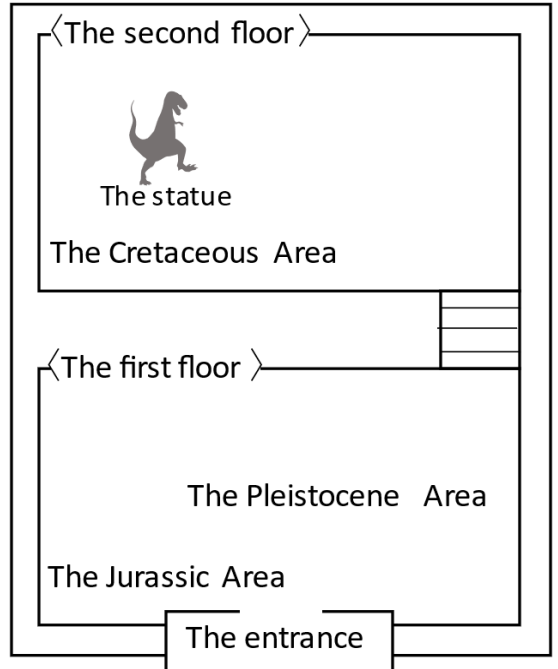 〈The second floor〉
The statue
The Cretaceous Area
〈The first floor〉
The Pleistocene Area
The Jurassic Area
The entrance